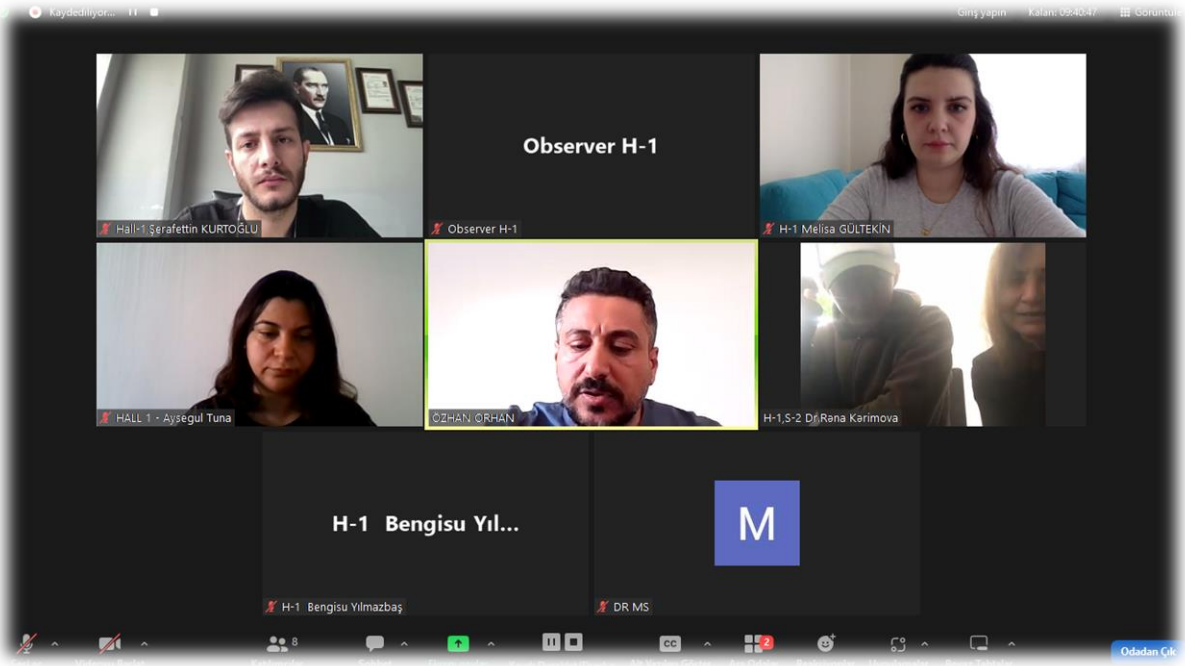 Kaydediliyor...
Giriş yapın
Kalan: 09:40:47
Görüntüle
Observer H-1
Hall-1 Şerafettin KURTOĞLU
Observer H-1
H-1 Melisa GÜLTEKİN
HALL 1 - Aysegul Tuna
ÖZHAN ORHAN
H-1,S-2 Dr Rəna Kərimova
H-1 Bengisu Yıl...
M
H-1 Bengisu Yılmazbaş
DR MS
8
CC
2
Odadan Çık